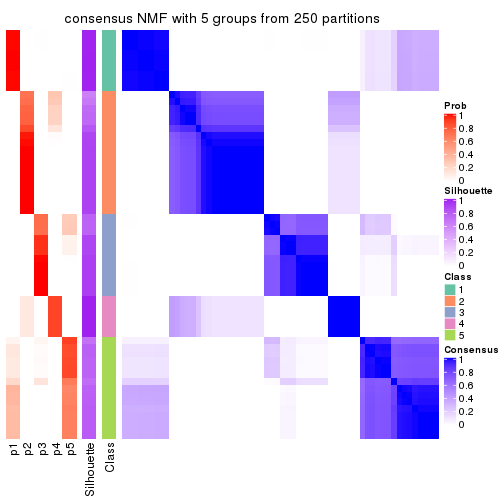 consensus NMF with 5 groups from 250 partitions
Prob
1
0.8
0.6
0.4
0.2
0
Silhouette
1
0.8
0.6
0.4
0.2
0
Class
1
2
3
4
5
Consensus
1
0.8
0.6
0.4
0.2
0
p1
p2
p3
p4
p5
Silhouette
Class